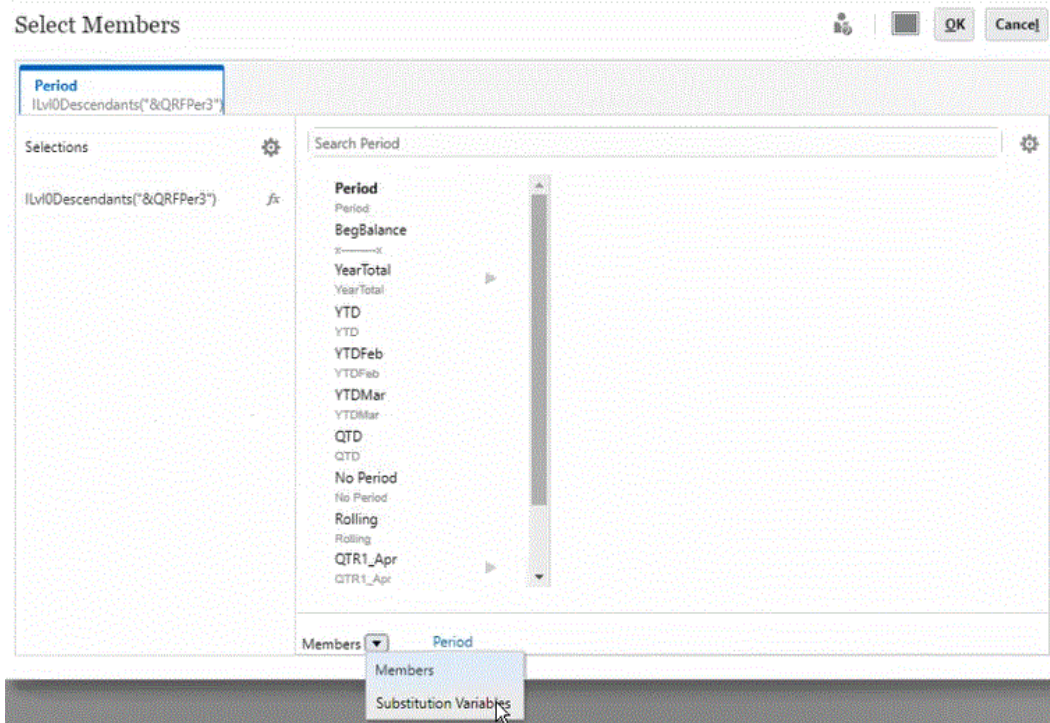 Select Members
OK
Cancel
Period
ILvl0Descendants("&QRFPer3")
Selections
Search Period
ILvl0Descendants("&QRFPer3")
fx
Period
Period
BegBalance
x----------x
YearTotal
YearTotal
YTD
YTD
YTDFeb
YTDFeb
YTDMar
YTDMar
QTD
QTD
No Period
No Period
Rolling
Rolling
QTR1_Apr
QTR1_Apr
Members
Period
Members
Substitution Variables